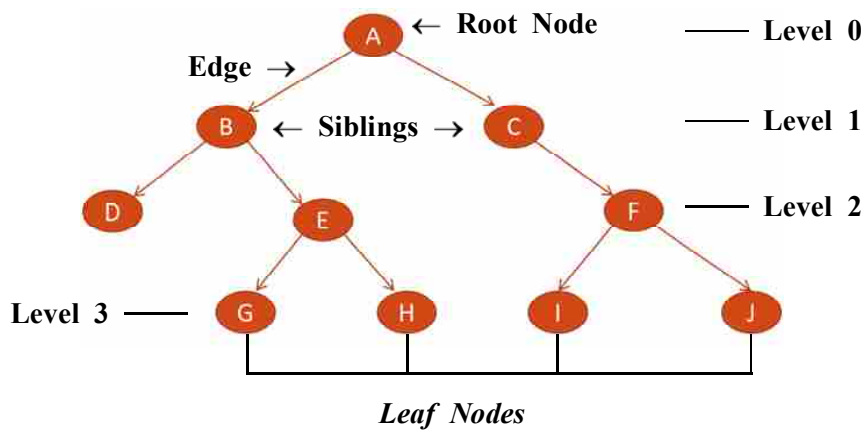 A ← Root Node Level 0
Edge →
B ← Siblings → C Level 1
D E F Level 2
Level 3 G H I J
Leaf Nodes